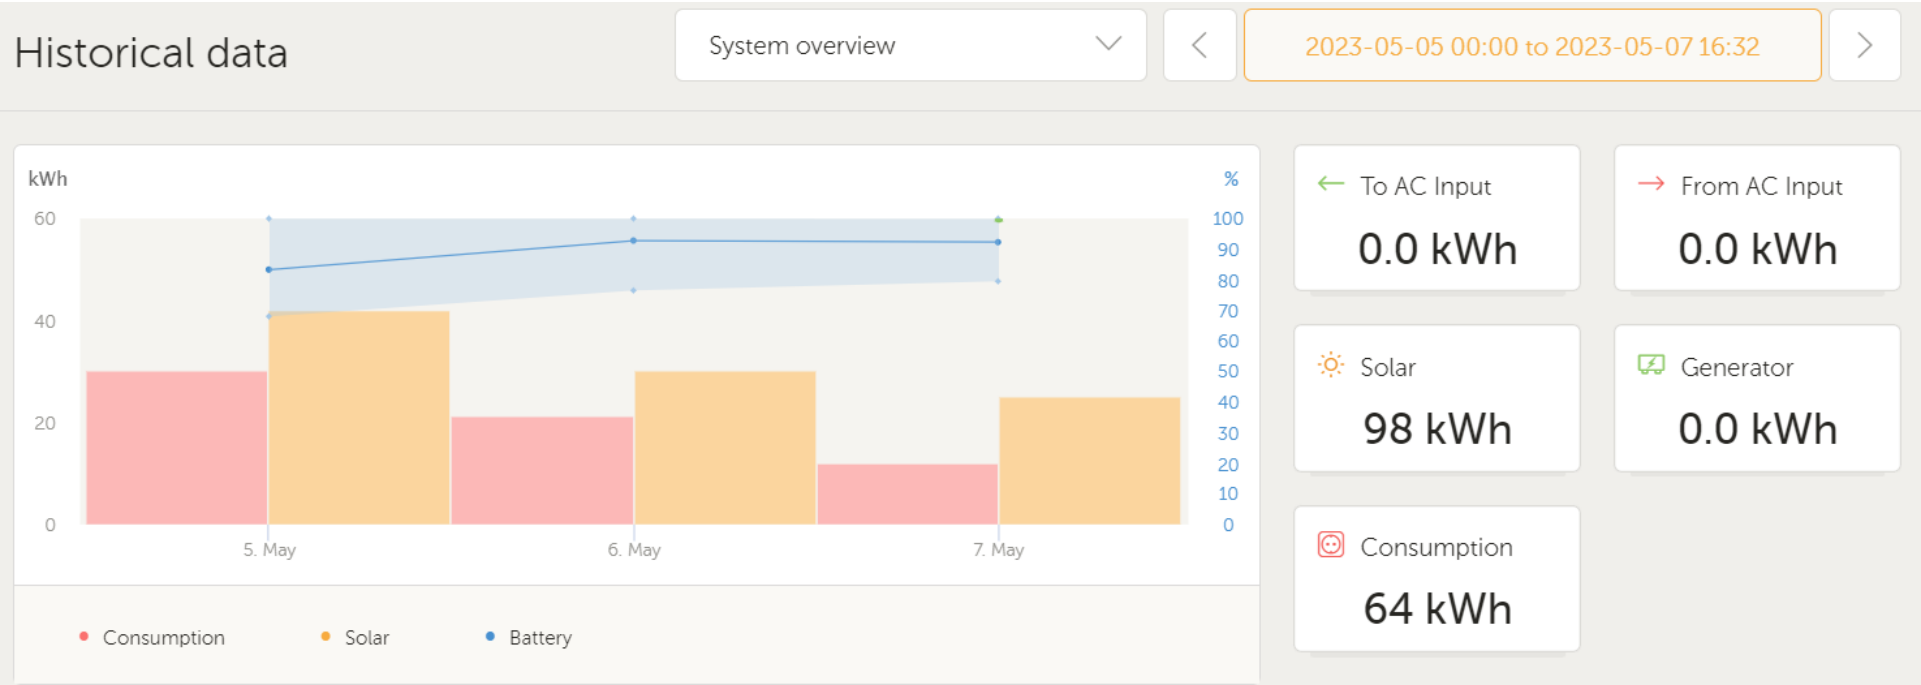 Historical data
System overview
2023-05-05 00:00 to 2023-05-07 16:32
kWh
%
60
40
20
0
100
90
80
70
60
50
40
30
20
10
0
5. May
6. May
7. May
Consumption
Solar
Battery
To AC Input
0.0 kWh
From AC Input
0.0 kWh
Solar
98 kWh
Generator
0.0 kWh
Consumption
64 kWh